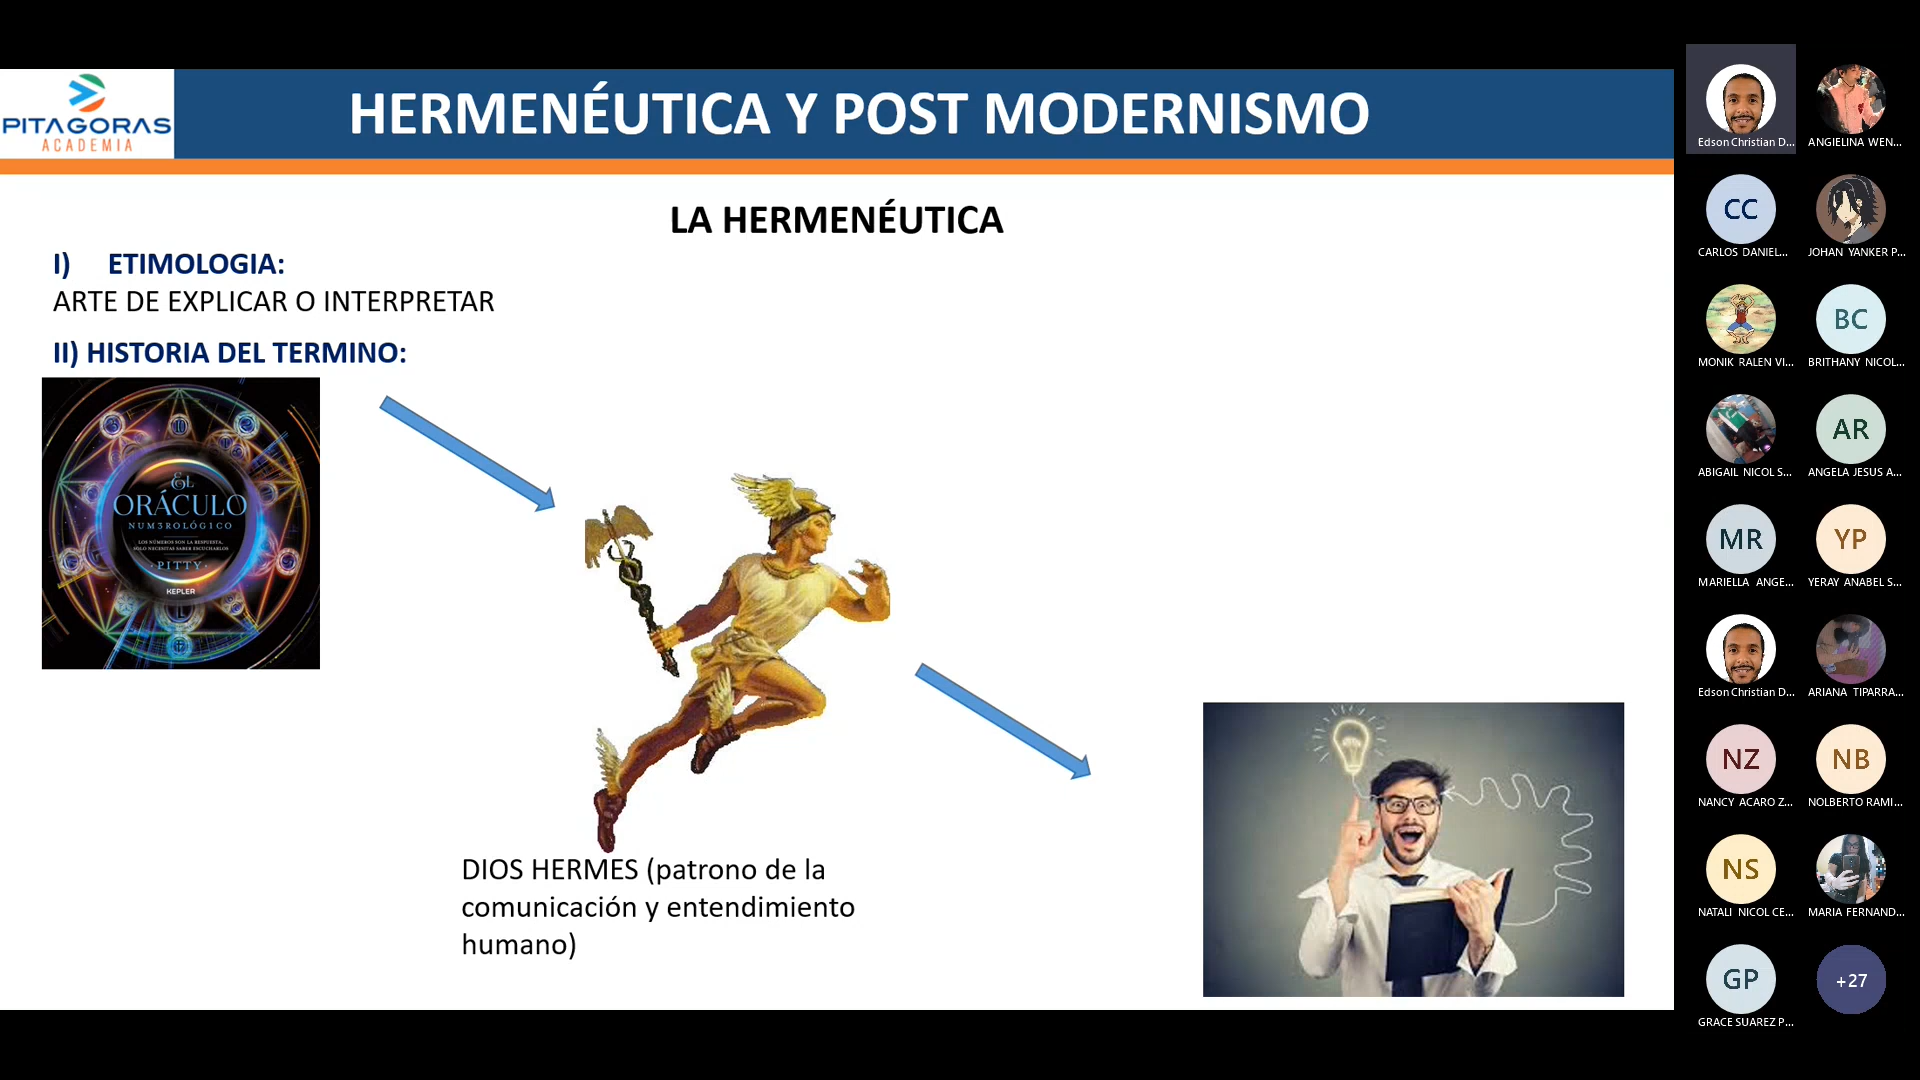 PITAGORAS
ACADEMIA
HERMENÉUTICA Y POST MODERNISMO
LA HERMENÉUTICA
I) ETIMOLOGIA:
ARTE DE EXPLICAR O INTERPRETAR
II) HISTORIA DEL TERMINO:
EL
ORÁCULO
NUM3ROLÓG1CO
LOS NÚMEROS SON LA RESPUESTA,
SÓLO NECESITAS SABER ESCUCHARLOS
·PITTY·
KEPLER
DIOS HERMES (patrono de la
comunicación y entendimiento
humano)
Edson Christian D...
ANGIELINA WEN...
CC
CARLOS DANIEL...
JOHAN YANKER P...
MONIK RALEN VI...
BC
BRITHANY NICOL...
ABIGAIL NICOL S...
AR
ANGELA JESUS A...
MR
MARIELLA ANGE...
YP
YERAY ANABEL S...
Edson Christian D...
ARIANA TIPARRA...
NZ
NANCY ACARO Z...
NB
NOLBERTO RAMI...
NS
NATALI NICOL CE...
MARIA FERNAND...
GP
GRACE SUAREZ P...
+27